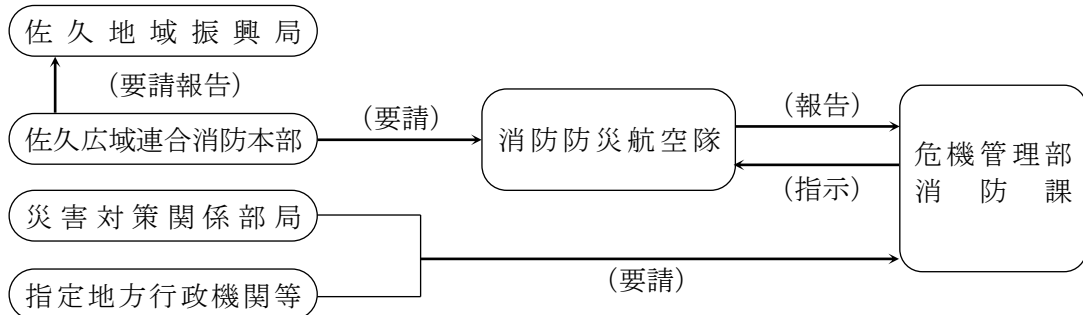 佐久地域振興局
(要請報告)
佐久広域連合消防本部
(要請)
消防防災航空隊
(報告)
(指示)
危機管理部
消防課
災害対策関係部局
指定地方行政機関等
(要請)